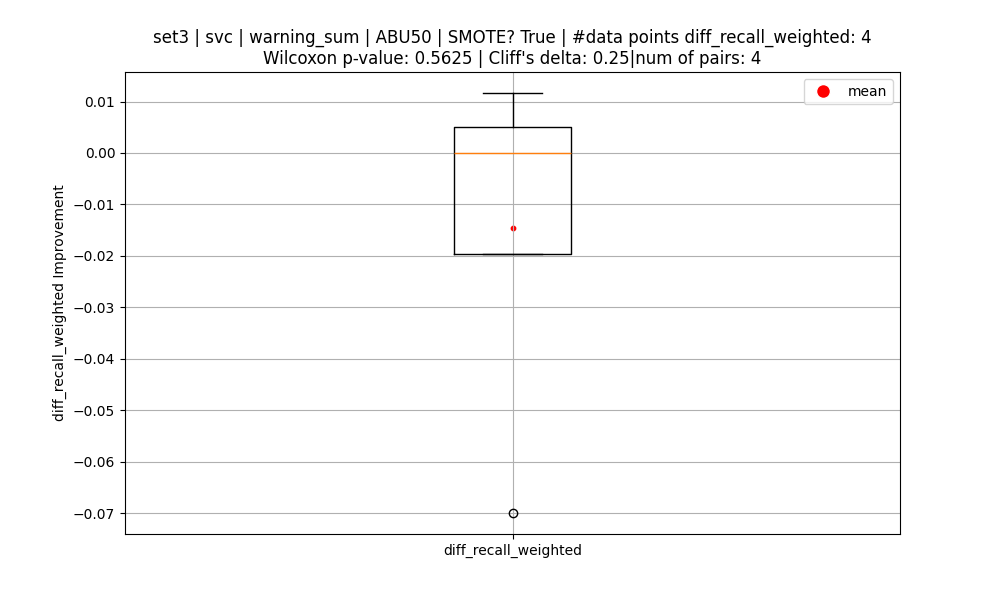 set3 | svc | warning_sum | ABU50 | SMOTE? True | #data points diff_recall_weighted: 4
Wilcoxon p-value: 0.5625 | Cliff's delta: 0.25|num of pairs: 4
mean
0.01
0.00
−0.01
−0.02
−0.03
−0.04
−0.05
−0.06
−0.07
diff_recall_weighted Improvement
diff_recall_weighted